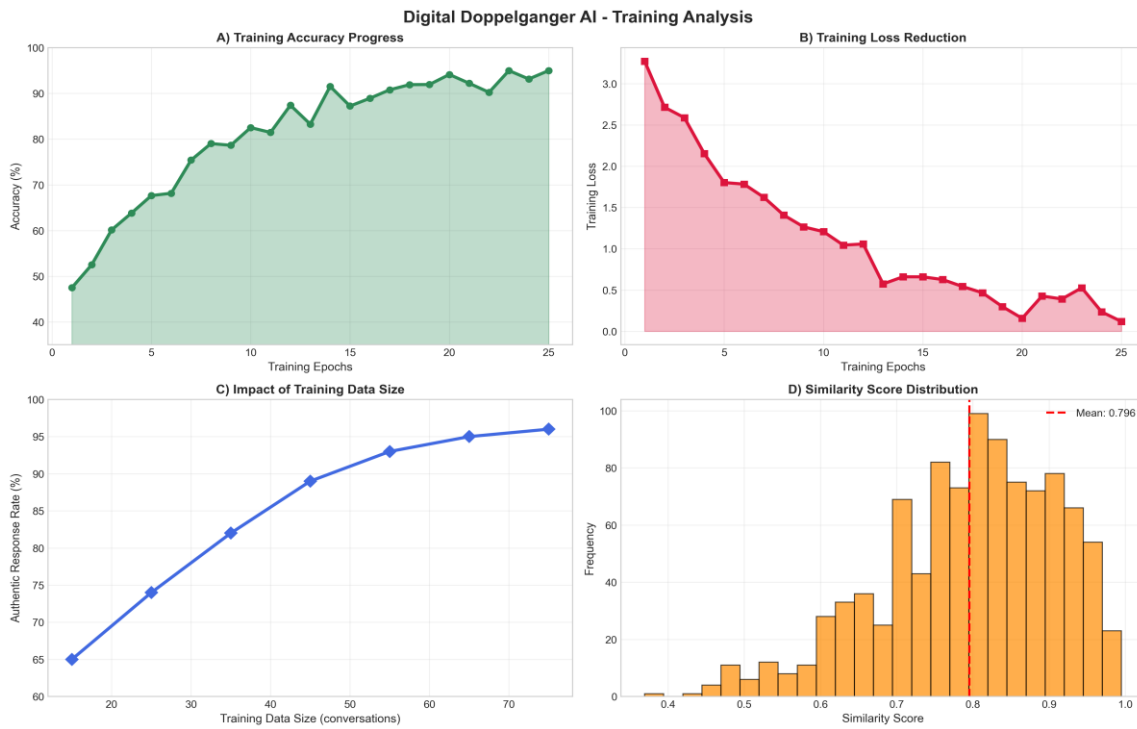 Digital Doppelganger AI - Training Analysis
A) Training Accuracy Progress
100
90
80
70
60
50
40
Accuracy (%)
0 5 10 15 20 25
Training Epochs
B) Training Loss Reduction
3.0
2.5
2.0
1.5
1.0
0.5
0.0
Training Loss
0 5 10 15 20 25
Training Epochs
C) Impact of Training Data Size
100
95
90
85
80
75
70
65
60
Authentic Response Rate (%)
20 30 40 50 60 70
Training Data Size (conversations)
D) Similarity Score Distribution
Mean: 0.796
100
80
60
40
20
0
Frequency
0.4 0.5 0.6 0.7 0.8 0.9 1.0
Similarity Score